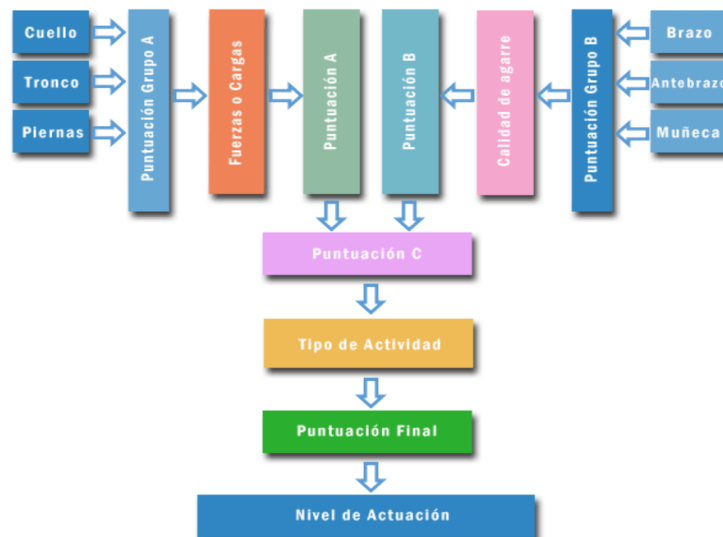 Cuello
Tronco
Piernas
Puntuación Grupo A
Fuerzas o Cargas
Puntuación A
Puntuación B
Calidad de agarre
Puntuación Grupo B
Brazo
Antebrazo
Muñeca
Puntuación C
Tipo de Actividad
Puntuación Final
Nivel de Actuación